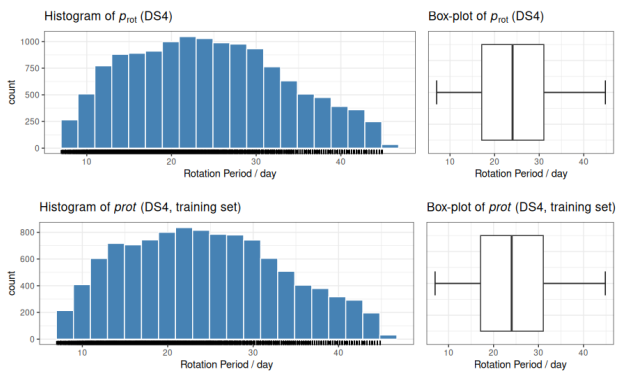 Histogram of prot (DS4)
Box-plot of prot (DS4)
count
1000
750
500
250
0
10 20 30 40
10 20 30 40
Rotation Period / day
Rotation Period / day
Histogram of prot (DS4, training set)
Box-plot of prot (DS4, training set)
count
800
600
400
200
0
10 20 30 40
10 20 30 40
Rotation Period / day
Rotation Period / day